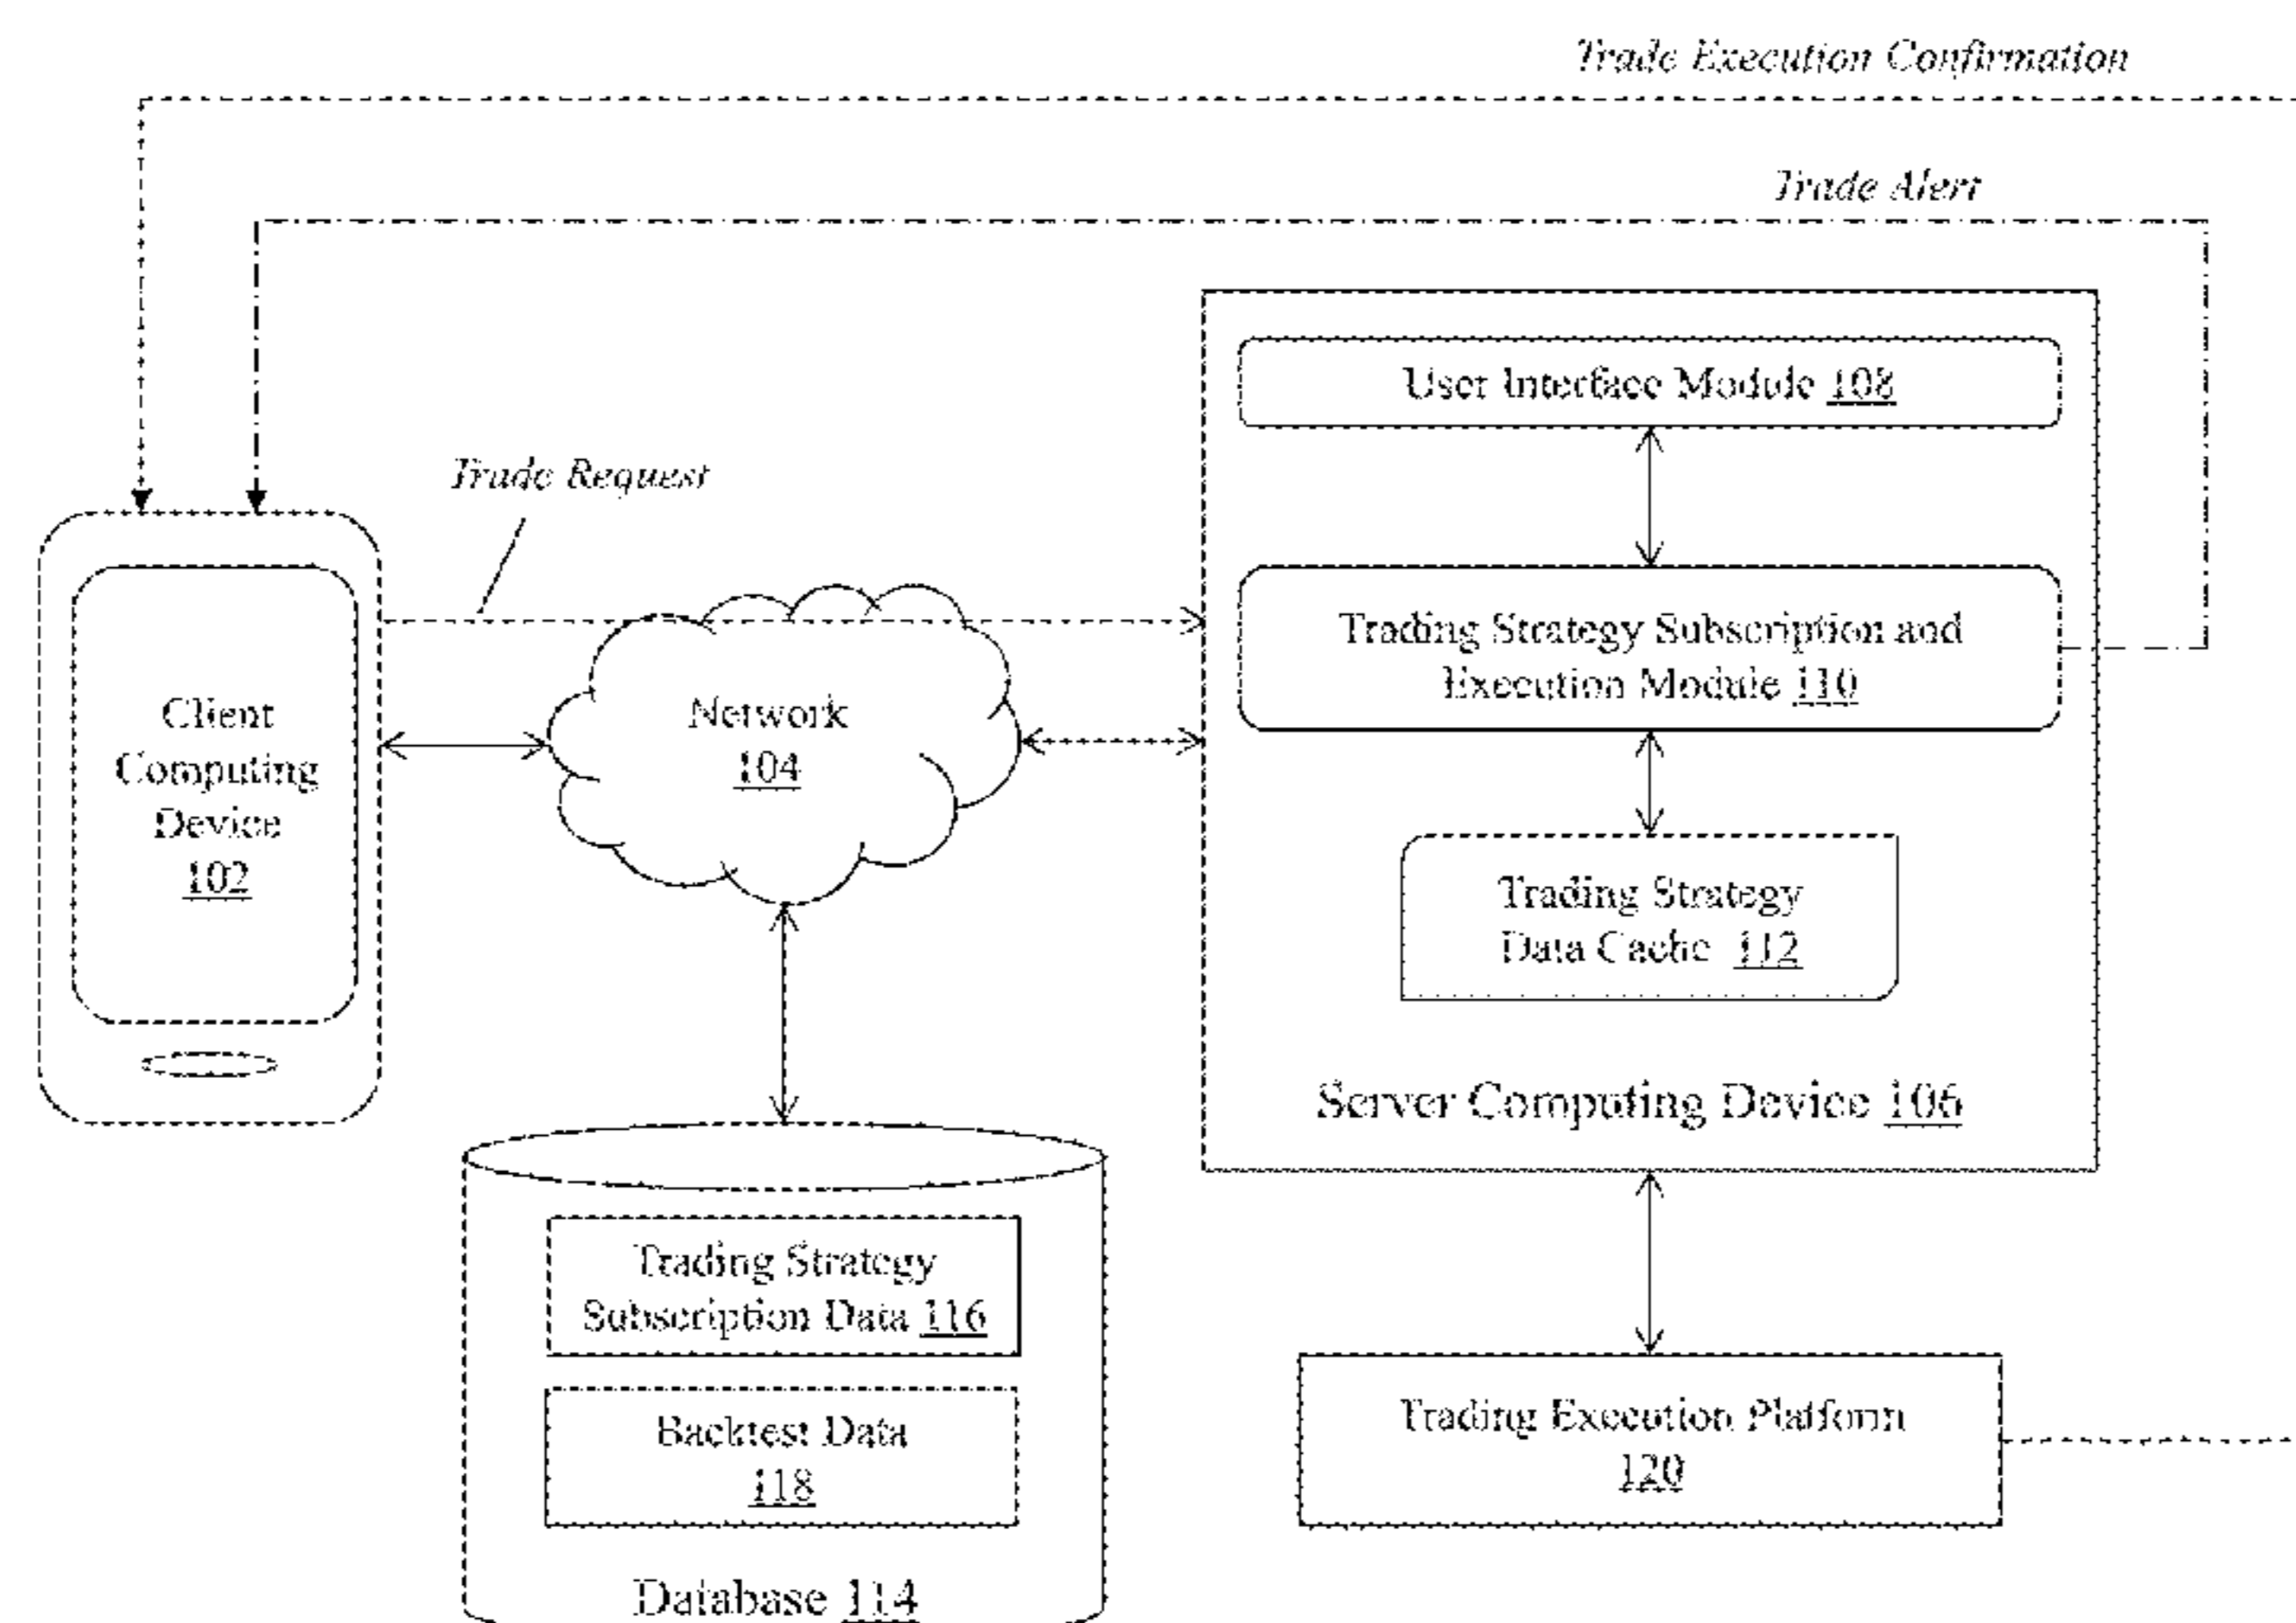 Trade Execution Confirmation
Trade Alert
User Interface Module 108
Trade Request
Trading Strategy Subscription and
Execution Module 110
Client
Computing
Device
102
Network
104
Trading Strategy
Data Cache 112
Server Computing Device 106
Trading Strategy
Subscription Data 116
Backtest Data
118
Database 114
Trading Execution Platform
120